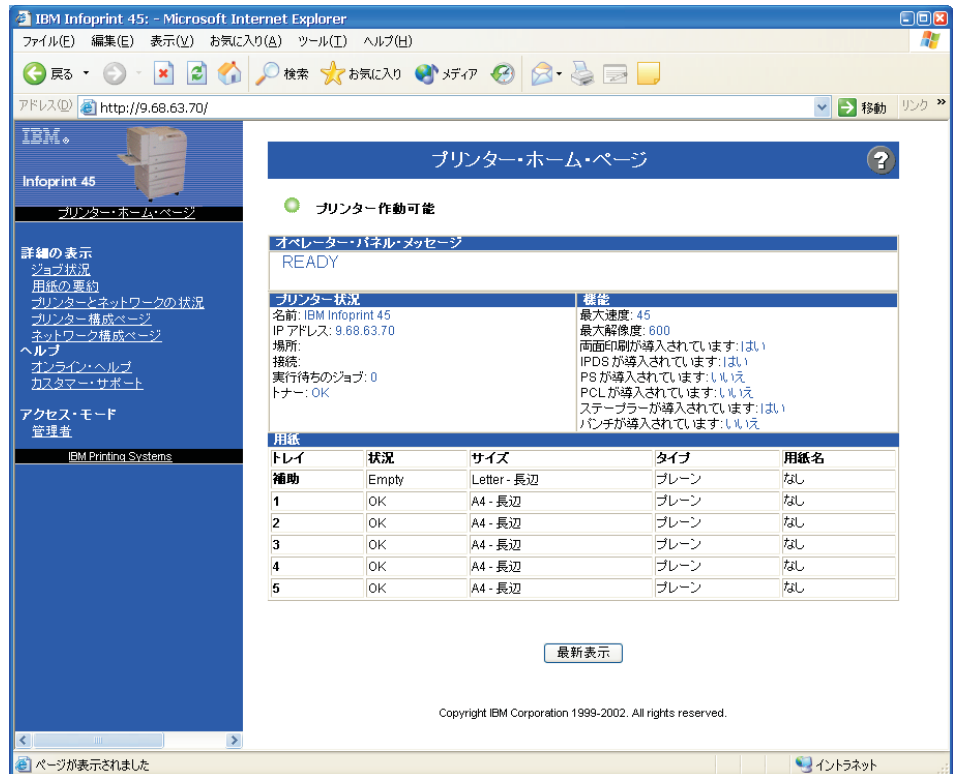 IBM Infoprint 45: - Microsoft Internet Explorer
ファイル(F) 編集(E) 表示(V) お気に入り(A) ツール(T) ヘルプ(H)
戻る 検索 お気に入り メディア
アドレス(D) http://9.68.63.70/ 移動 リンク »
IBM®
Infoprint 45
プリンター・ホーム・ページ
詳細の表示
ジョブ状況
用紙の要約
プリンターとネットワークの状況
プリンター構成ページ
ネットワーク構成ページ
ヘルプ
オンライン・ヘルプ
カスタマー・サポート
アクセス・モード
管理者
IBM Printing Systems
プリンター・ホーム・ページ ?
プリンター作動可能
オペレーター・パネル・メッセージ
READY
プリンター状況
名前: IBM Infoprint 45
IP アドレス: 9.68.63.70
場所:
接続:
実行待ちのジョブ: 0
トナー: OK
機能
最大速度: 45
最大解像度: 600
両面印刷が導入されています: はい
IPDS が導入されています: はい
PS が導入されています: いいえ
PCL が導入されています: いいえ
ステープラーが導入されています: はい
パンチが導入されています: いいえ
用紙
トレイ 状況 サイズ タイプ 用紙名
補助 Empty Letter - 長辺 プレーン なし
1 OK A4 - 長辺 プレーン なし
2 OK A4 - 長辺 プレーン なし
3 OK A4 - 長辺 プレーン なし
4 OK A4 - 長辺 プレーン なし
5 OK A4 - 長辺 プレーン なし
最新表示
Copyright IBM Corporation 1999-2002. All rights reserved.
ページが表示されました イントラネット